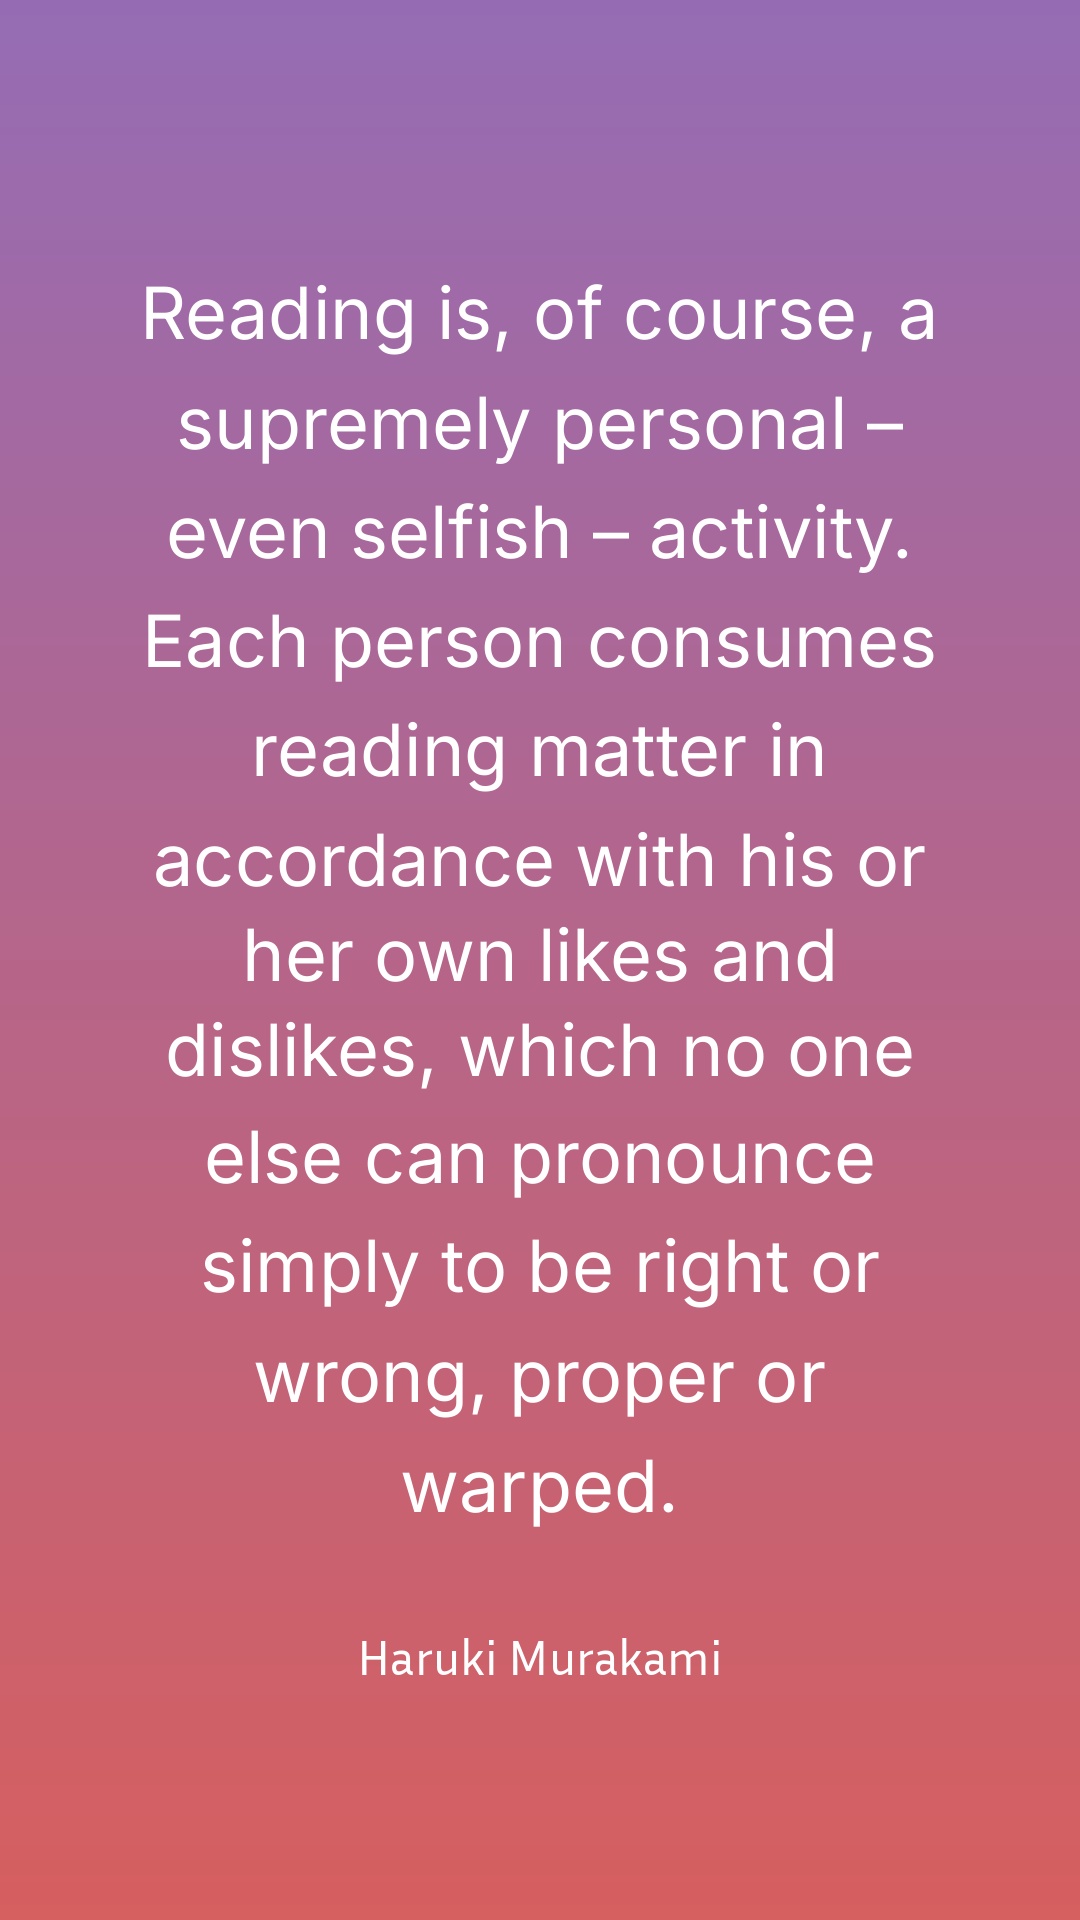 Reading is, of course, a
supremely personal –
even selfish – activity.
Each person consumes
reading matter in
accordance with his or
her own likes and
dislikes, which no one
else can pronounce
simply to be right or
wrong, proper or
warped.
Haruki Murakami